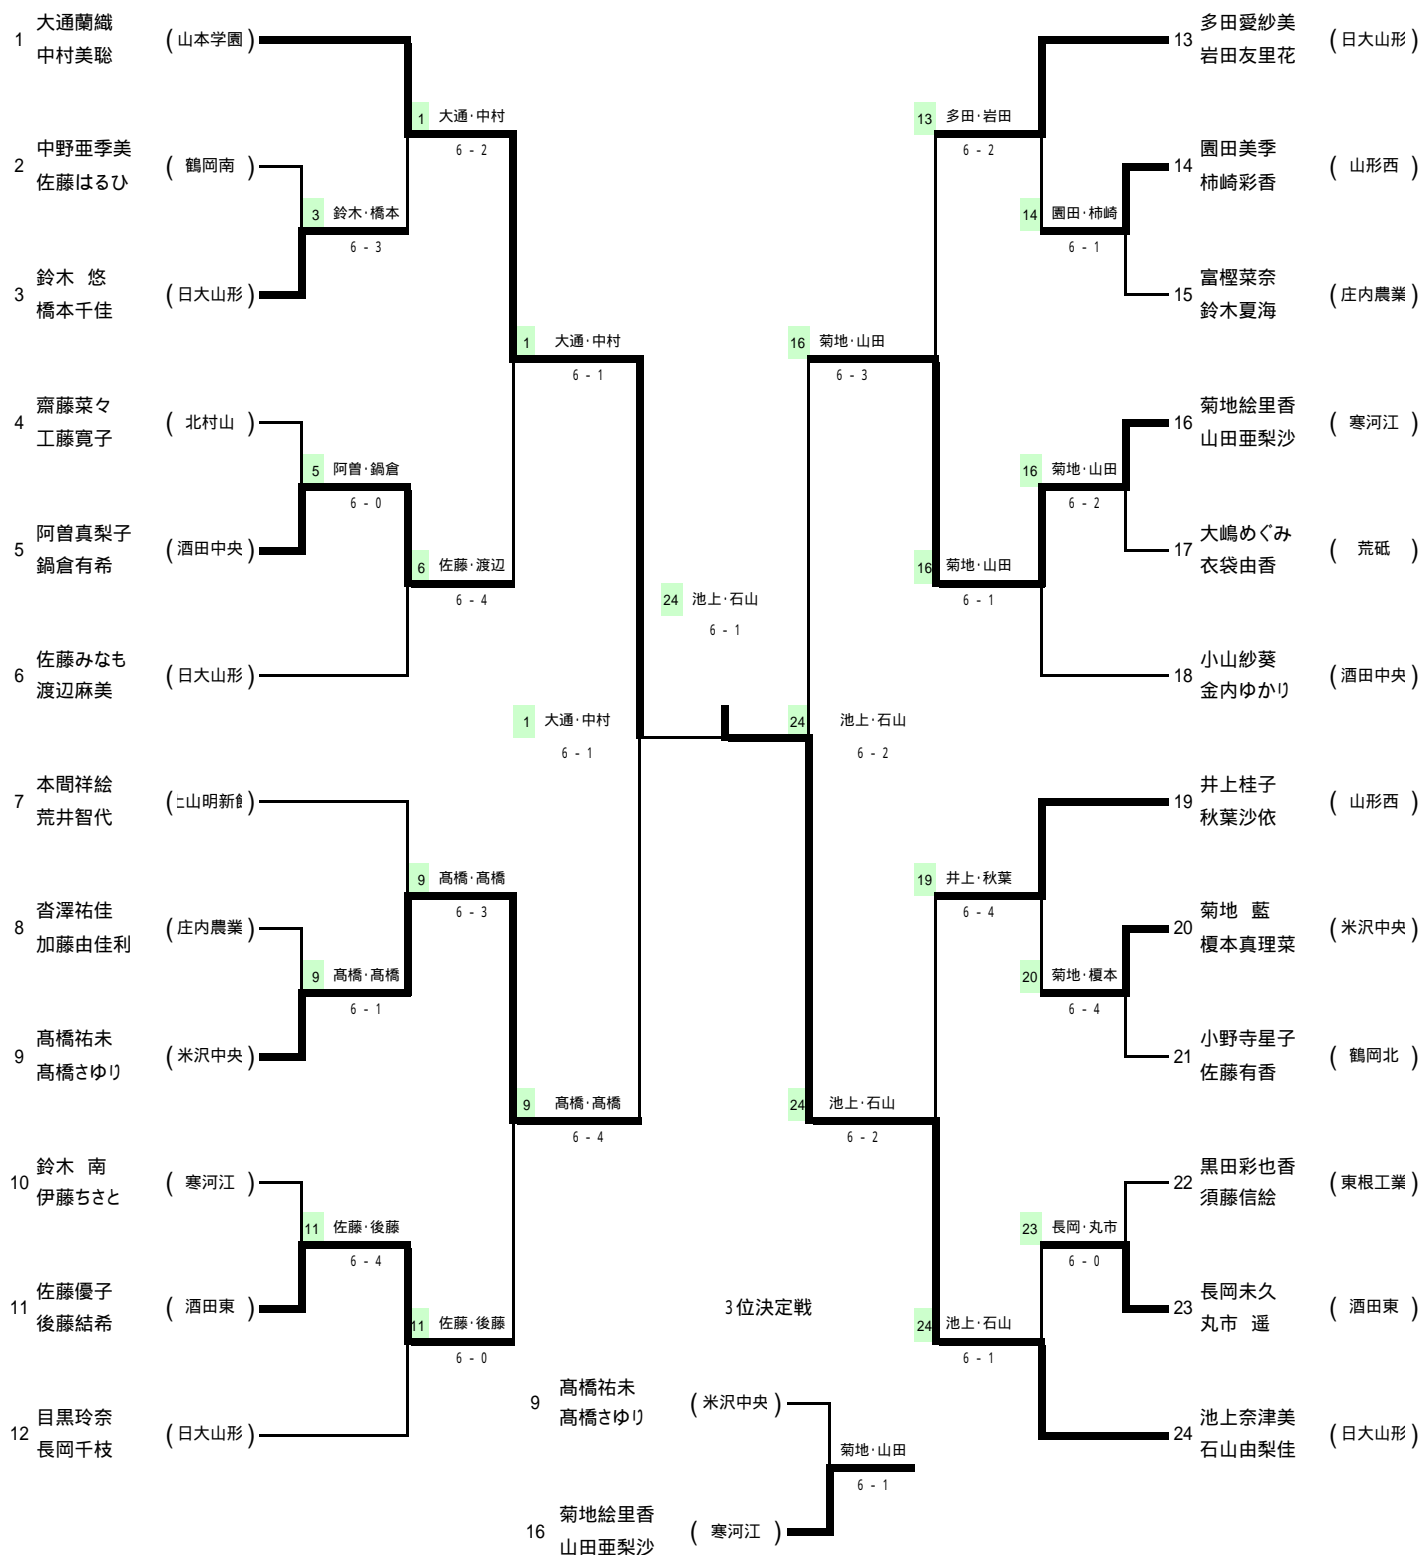 1 大通蘭織 中村美聡 (山本学園)
2 中野亜季美 佐藤はるひ (鶴岡南)
3 鈴木 悠 橋本千佳 (日大山形)
4 齋藤菜々 工藤寛子 (北村山)
5 阿曽真梨子 鍋倉有希 (酒田中央)
6 佐藤みなも 渡辺麻美 (日大山形)
7 本間祥絵 荒井智代 (山明新)
8 沓澤祐佳 加藤由佳利 (庄内農業)
9 髙橋祐未 髙橋さゆり (米沢中央)
10 鈴木 南 伊藤ちさと (寒河江)
11 佐藤優子 後藤結希 (酒田東)
12 目黒玲奈 長岡千枝 (日大山形)
3 鈴木・橋本
6 - 3
5 阿曽・鍋倉
6 - 0
9 髙橋・髙橋
6 - 1
11 佐藤・後藤
6 - 4
1 大通・中村
6 - 2
6 佐藤・渡辺
6 - 4
9 髙橋・髙橋
6 - 3
11 佐藤・後藤
6 - 0
1 大通・中村
6 - 1
9 髙橋・髙橋
6 - 4
1 大通・中村
6 - 1
24 池上・石山
6 - 1
24 池上・石山
6 - 2
16 菊地・山田
6 - 3
24 池上・石山
6 - 2
13 多田・岩田
6 - 2
16 菊地・山田
6 - 1
19 井上・秋葉
6 - 4
24 池上・石山
6 - 1
14 園田・柿崎
6 - 1
16 菊地・山田
6 - 2
20 菊地・榎本
6 - 4
23 長岡・丸市
6 - 0
13 多田愛紗美 岩田友里花 (日大山形)
14 園田美季 柿崎彩香 (山形西)
15 富樫菜奈 鈴木夏海 (庄内農業)
16 菊地絵里香 山田亜梨沙 (寒河江)
17 大嶋めぐみ 衣袋由香 (荒砥)
18 小山紗葵 金内ゆかり (酒田中央)
19 井上桂子 秋葉沙依 (山形西)
20 菊地 藍 榎本真理菜 (米沢中央)
21 小野寺星子 佐藤有香 (鶴岡北)
22 黒田彩也香 須藤信絵 (東根工業)
23 長岡未久 丸市 遥 (酒田東)
24 池上奈津美 石山由梨佳 (日大山形)
3位決定戦
9 髙橋祐未 髙橋さゆり (米沢中央)
16 菊地絵里香 山田亜梨沙 (寒河江)
菊地・山田
6 - 1